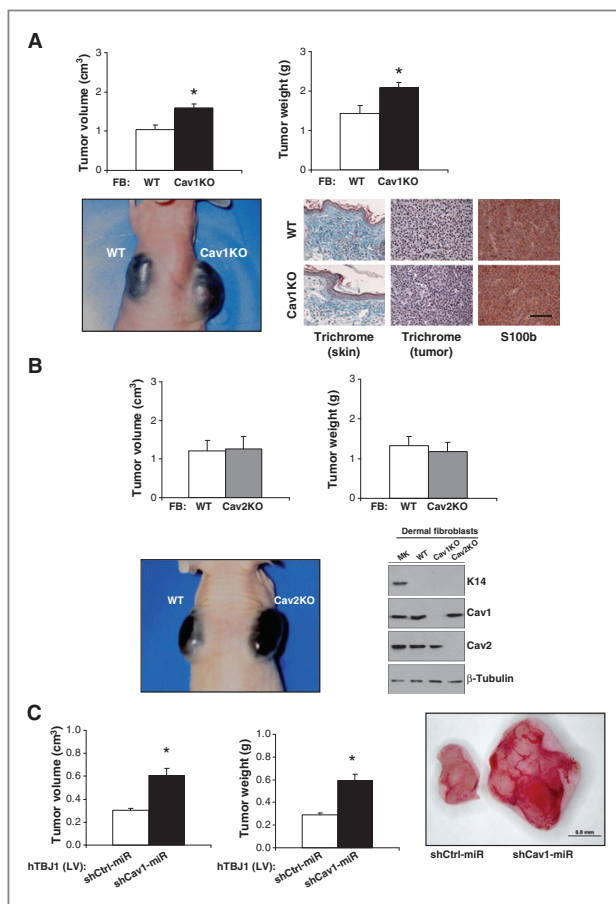 A
Tumor volume (cm³)
3
2
1
0
*
FB: WT Cav1KO
Tumor weight (g)
3
2
1
0
*
FB: WT Cav1KO
WT
Cav1KO
WT
Cav1KO
Trichrome (skin)
Trichrome (tumor)
S100b
B
Tumor volume (cm³)
3
2
1
0
FB: WT Cav2KO
Tumor weight (g)
3
2
1
0
FB: WT Cav2KO
WT
Cav2KO
Dermal fibroblasts
MK WT Cav1KO Cav2KO
K14
Cav1
Cav2
β-Tubulin
C
Tumor volume (cm³)
1.0
0.8
0.6
0.4
0.2
0.0
*
hTBJ1 (LV):
shCtrl-miR
shCav1-miR
Tumor weight (g)
1.0
0.8
0.6
0.4
0.2
0.0
*
hTBJ1 (LV):
shCtrl-miR
shCav1-miR
shCtrl-miR
shCav1-miR